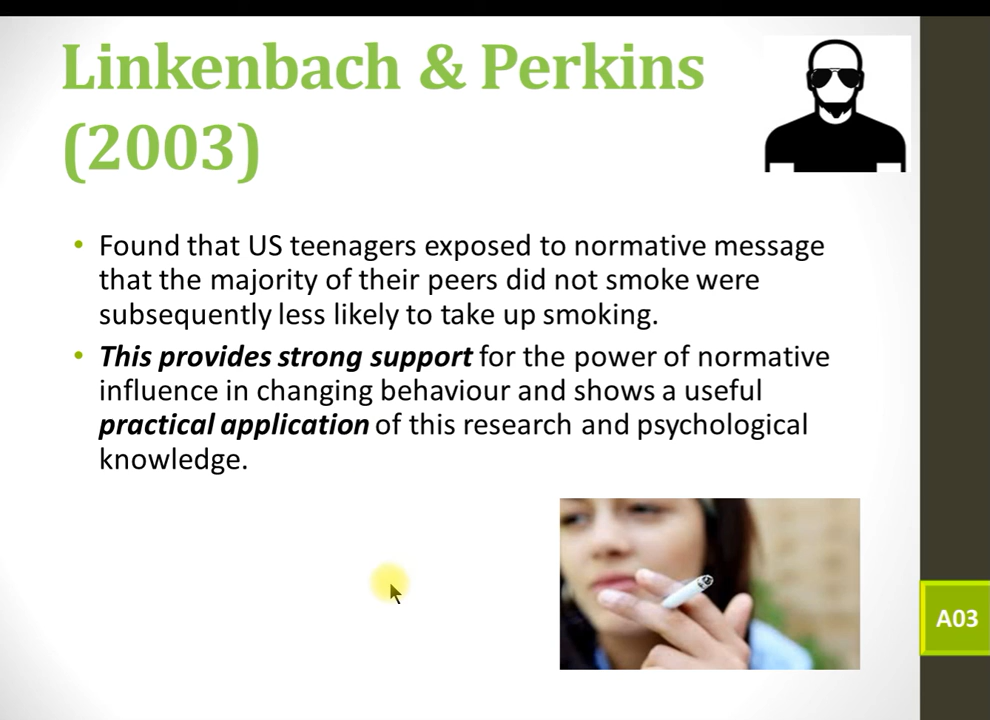 Linkenbach & Perkins
(2003)
• Found that US teenagers exposed to normative message
that the majority of their peers did not smoke were
subsequently less likely to take up smoking.
• This provides strong support for the power of normative
influence in changing behaviour and shows a useful
practical application of this research and psychological
knowledge.
A03